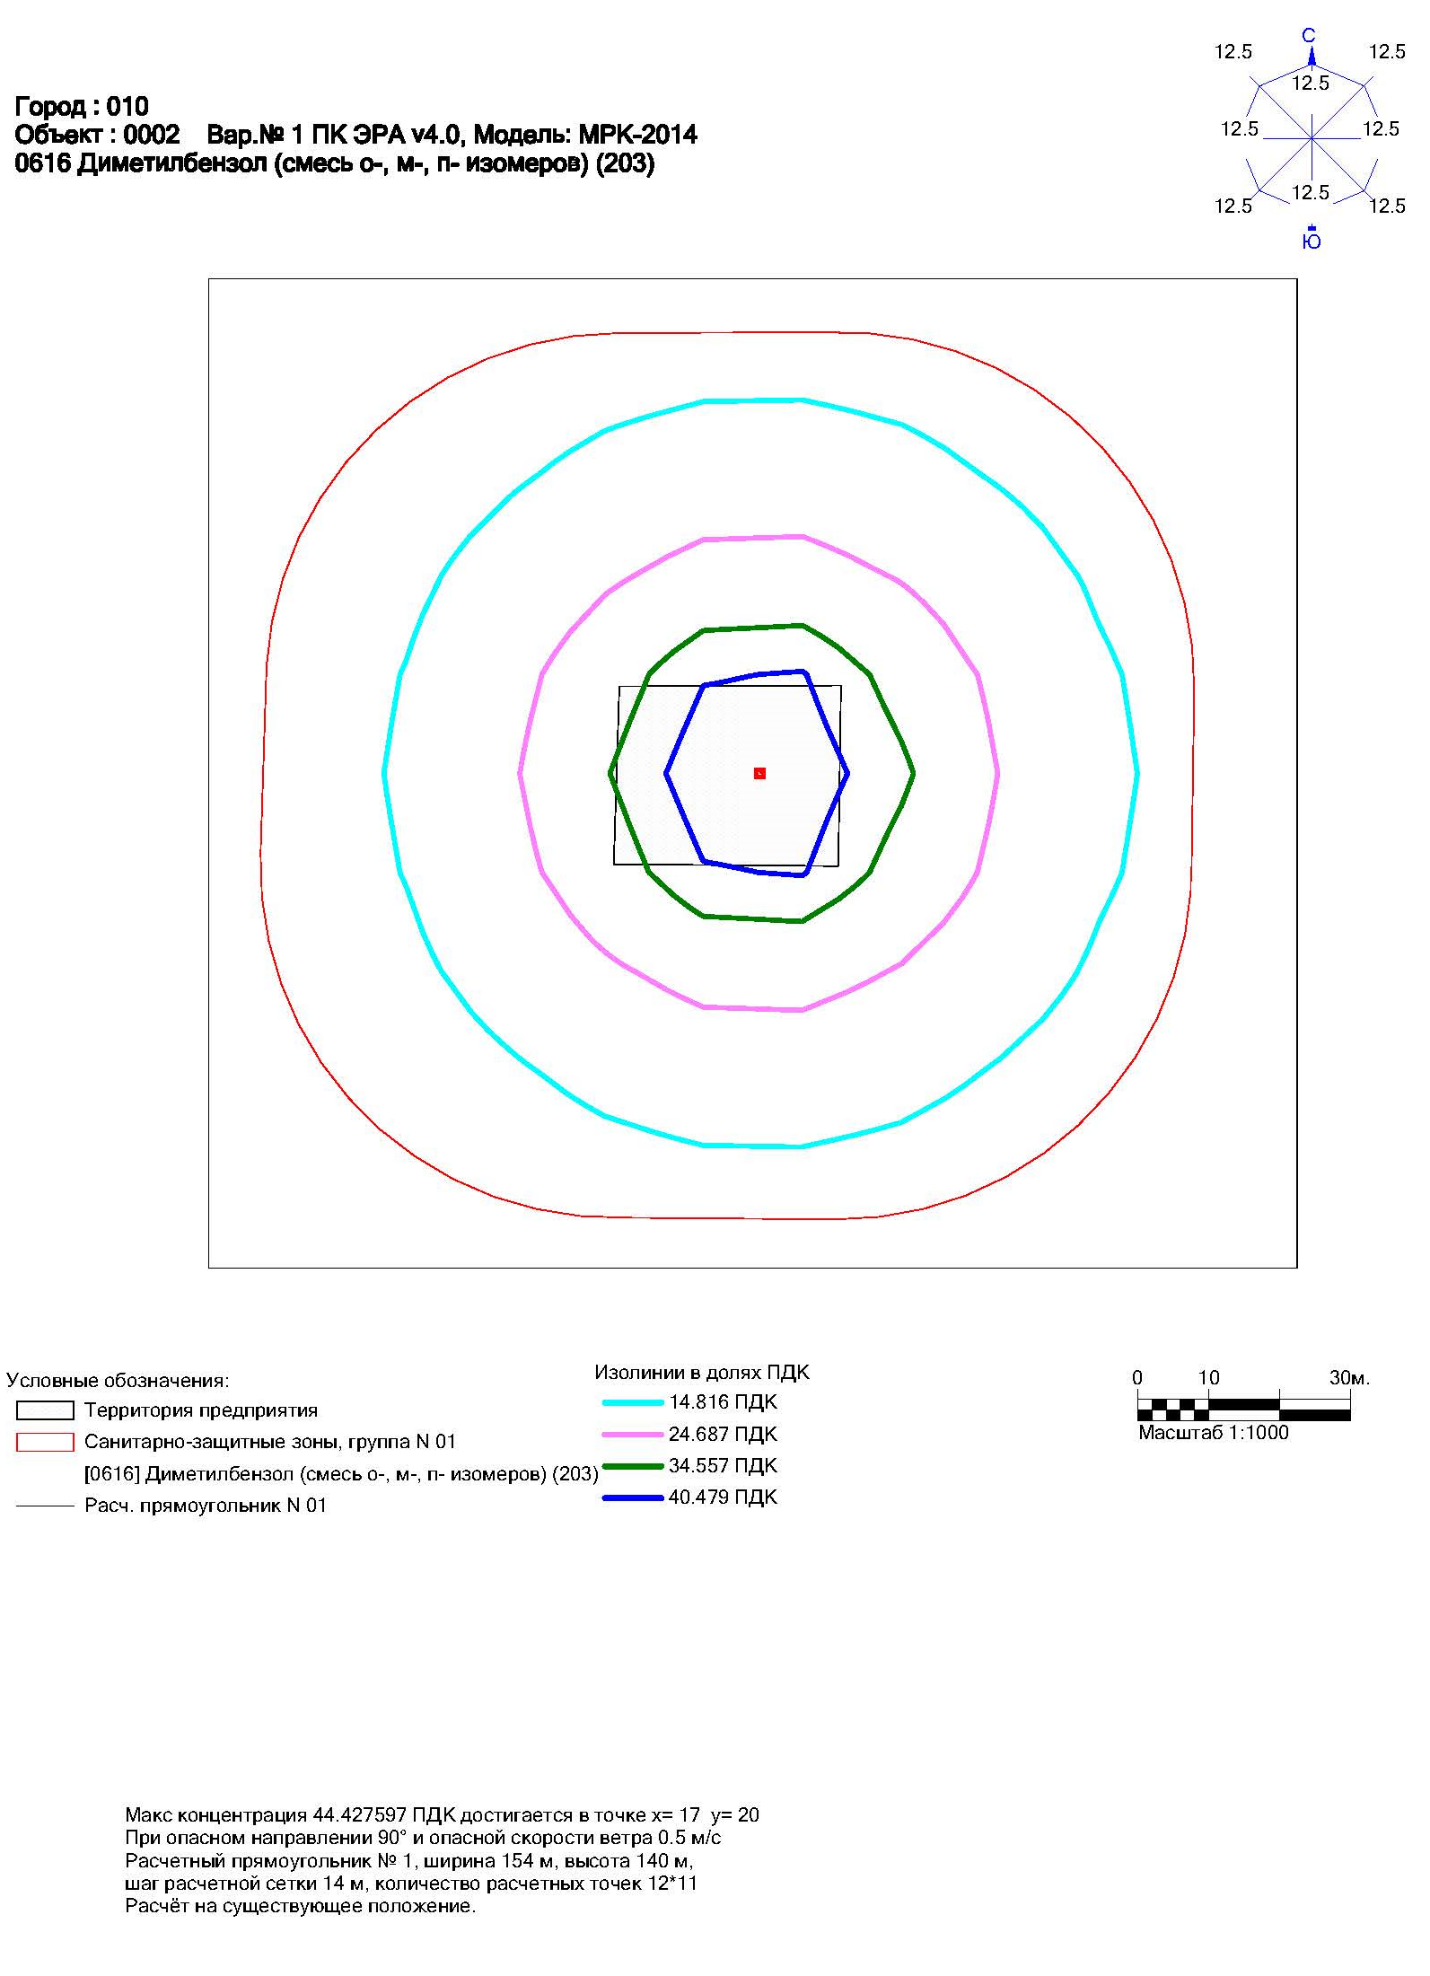 С
12.5 12.5
12.5
Город : 010
Объект : 0002 Вар.№ 1 ПК ЭРА v4.0, Модель: МРК-2014
12.5 12.5
0616 Диметилбензол (смесь о-, м-, п- изомеров) (203)
12.5
12.5 12.5
Ю
Условные обозначения:
Территория предприятия
Санитарно-защитные зоны, группа N 01
[0616] Диметилбензол (смесь о-, м-, п- изомеров) (203)
Расч. прямоугольник N 01
Изолинии в долях ПДК
14.816 ПДК
24.687 ПДК
34.557 ПДК
40.479 ПДК
0 10 30м.
Масштаб 1:1000
Макс концентрация 44.427597 ПДК достигается в точке x= 17 y= 20
При опасном направлении 90° и опасной скорости ветра 0.5 м/с
Расчетный прямоугольник № 1, ширина 154 м, высота 140 м,
шаг расчетной сетки 14 м, количество расчетных точек 12*11
Расчёт на существующее положение.